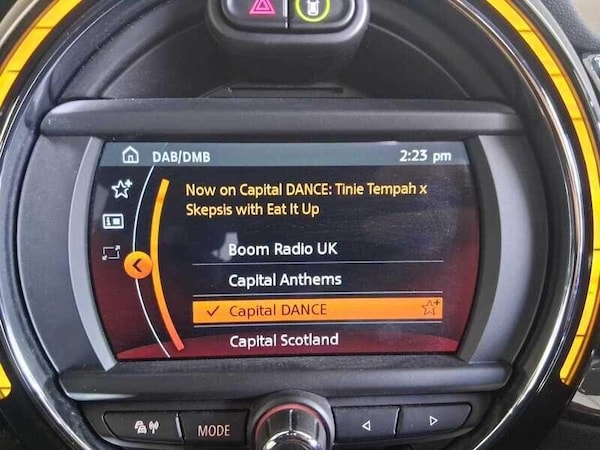 DAB/DMB 2:23 pm
Now on Capital DANCE: Tinie Tempah x
Skepsis with Eat It Up
Boom Radio UK
Capital Anthems
Capital DANCE
Capital Scotland
MODE